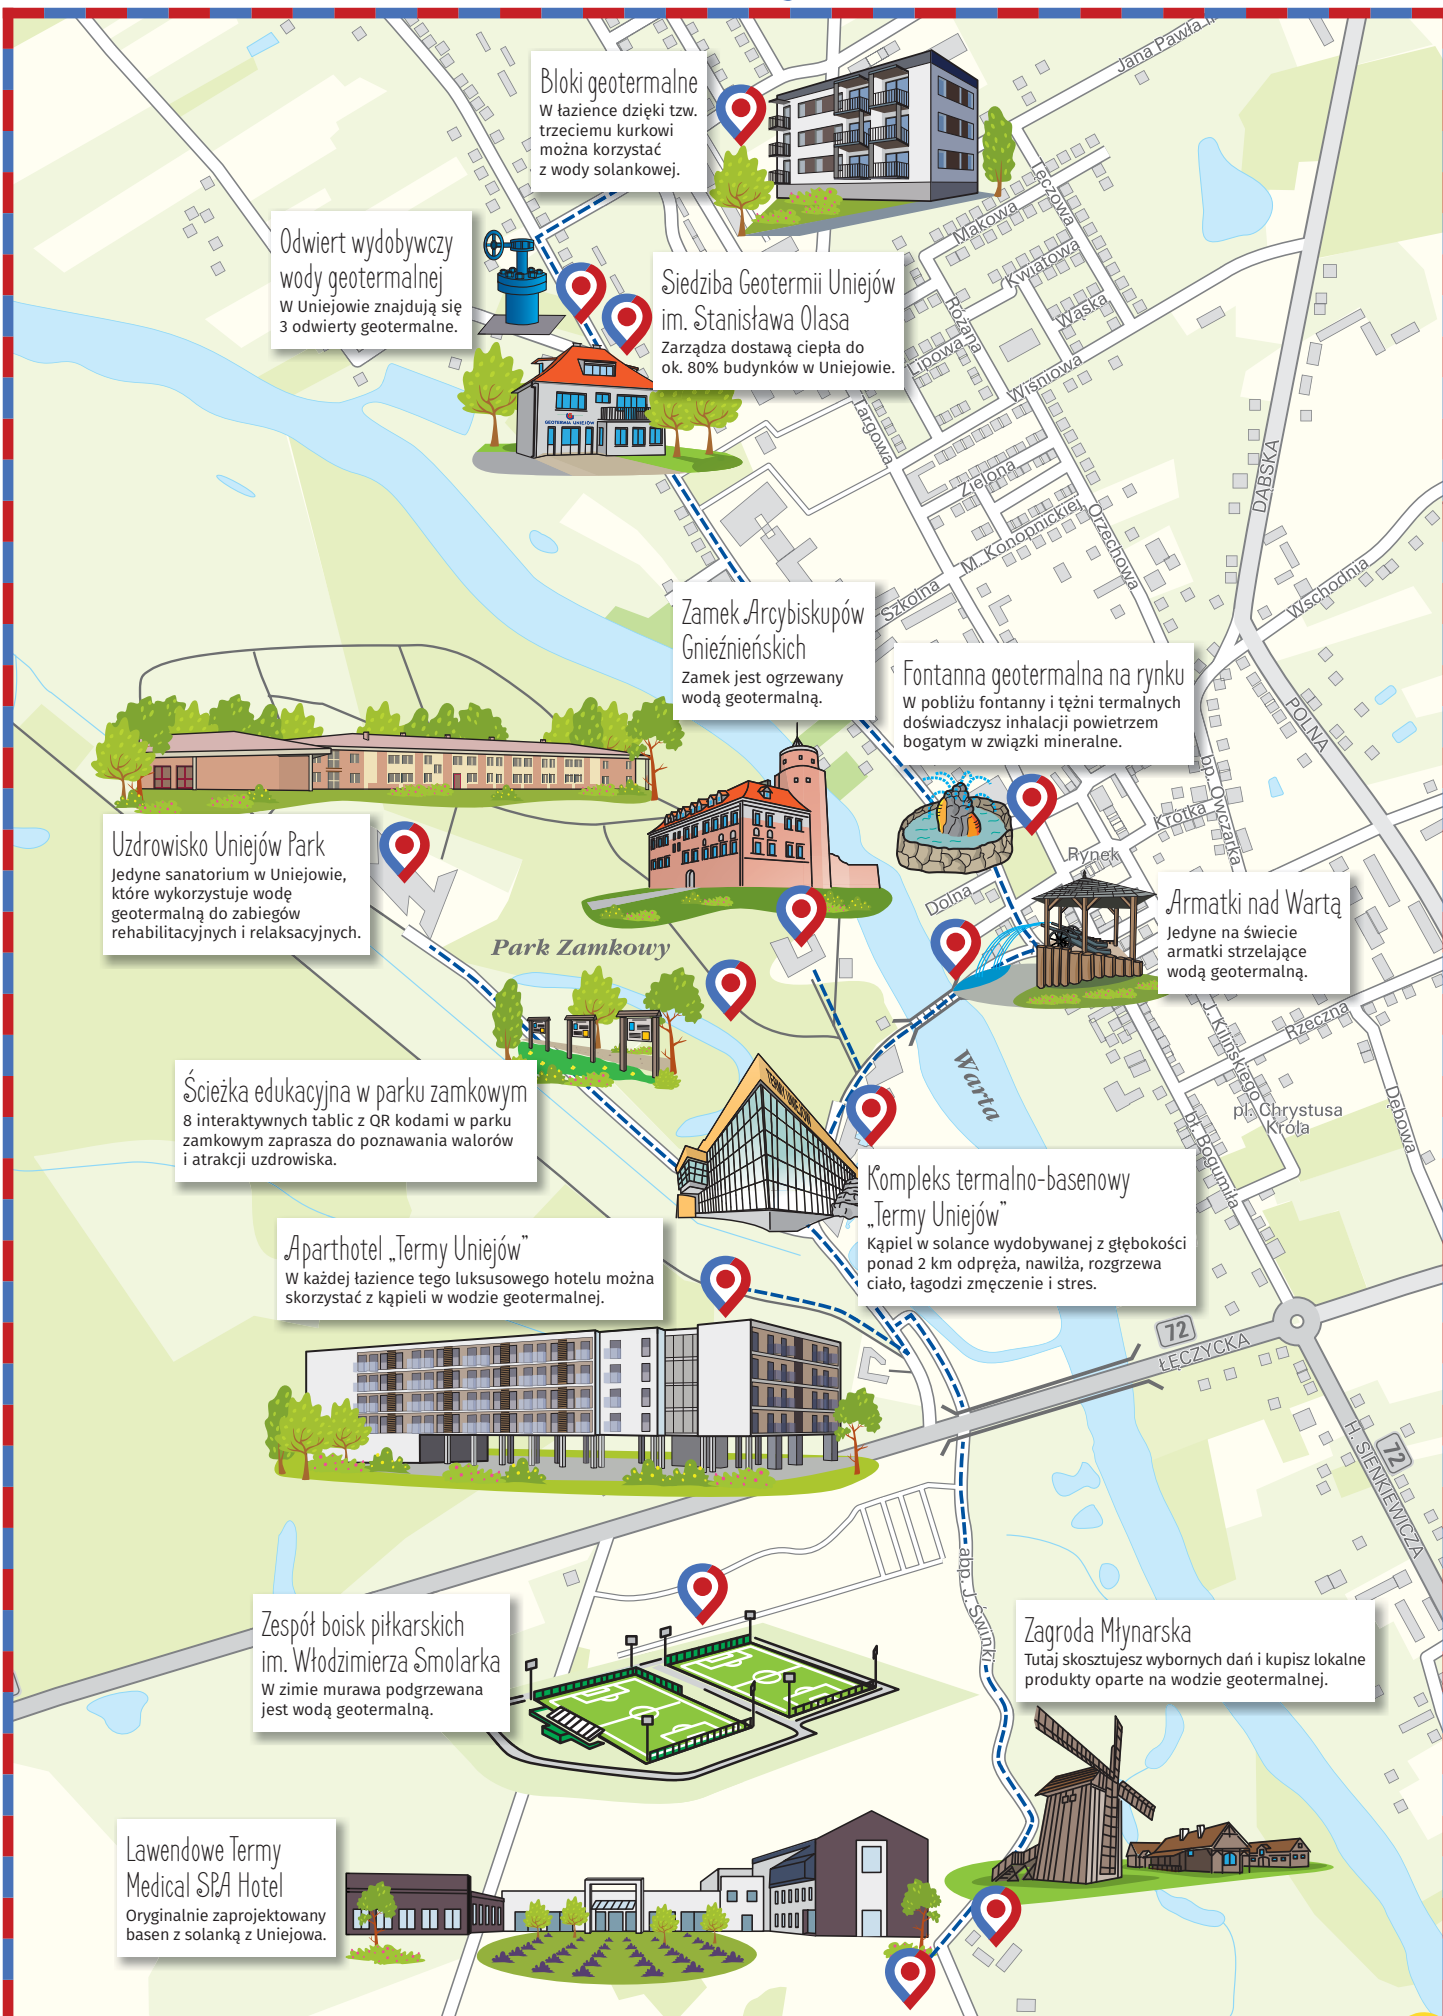 Jana Pawła II
Bloki geotermalne
W łazience dzięki tzw.
trzeciemu kurkowi
można korzystać
z wody solankowej.
Tęczowa
Makowa
Kwiatowa
Wąska
Różana
Lipowa
Wiśniowa
Targowa
Odwiert wydobywczy
wody geotermalnej
W Uniejowie znajdują się
3 odwierty geotermalne.
Siedziba Geotermii Uniejów
im. Stanisława Olasa
Zarządza dostawą ciepła do
ok. 80% budynków w Uniejowie.
GEOTERMIA UNIEJÓW
Zielona
DĄBSKA
M. Konopnickiej
Orzechowa
Szkolna
Wschodnia
Zamek Arcybiskupów
Gnieźnieńskich
Zamek jest ogrzewany
wodą geotermalną.
Fontanna geotermalna na rynku
W pobliżu fontanny i tężni termalnych
doświadczysz inhalacji powietrzem
bogatym w związki mineralne.
POLNA
bp. Owczarka
Krótka
Rynek
Dolna
Uzdrowisko Uniejów Park
Jedyne sanatorium w Uniejowie,
które wykorzystuje wodę
geotermalną do zabiegów
rehabilitacyjnych i relaksacyjnych.
Armatki nad Wartą
Jedyne na świecie
armatki strzelające
wodą geotermalną.
Park Zamkowy
J. Kilińskiego
Rzeczna
Warta
Dębowa
pl. Chrystusa
Króla
bł. Bogumiła
Ścieżka edukacyjna w parku zamkowym
8 interaktywnych tablic z QR kodami w parku
zamkowym zaprasza do poznawania walorów
i atrakcji uzdrowiska.
TERMY UNIEJÓW
Kompleks termalno-basenowy
„Termy Uniejów”
Kąpiel w solance wydobywanej z głębokości
ponad 2 km odpręża, nawilża, rozgrzewa
ciało, łagodzi zmęczenie i stres.
Aparthotel „Termy Uniejów”
W każdej łazience tego luksusowego hotelu można
skorzystać z kąpieli w wodzie geotermalnej.
72
ŁĘCZYCKA
72
H. SIENKIEWICZA
abp. J. Świnki
Zespół boisk piłkarskich
im. Włodzimierza Smolarka
W zimie murawa podgrzewana
jest wodą geotermalną.
Zagroda Młynarska
Tutaj skosztujesz wybornych dań i kupisz lokalne
produkty oparte na wodzie geotermalnej.
Lawendowe Termy
Medical SPA Hotel
Oryginalnie zaprojektowany
basen z solanką z Uniejowa.